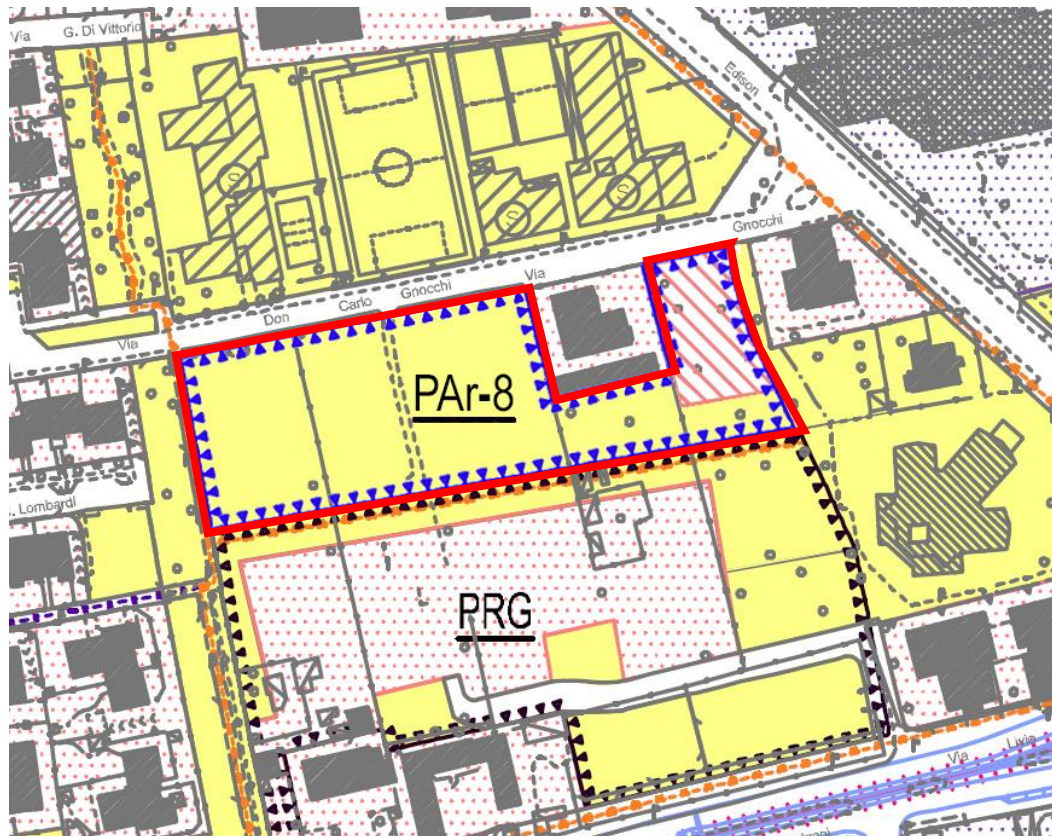 Via G. Di Vittorio
Edison
Via Don Carlo Gnocchi Via Gnocchi
PAr-8
Lombardi
PRG
Via Livio